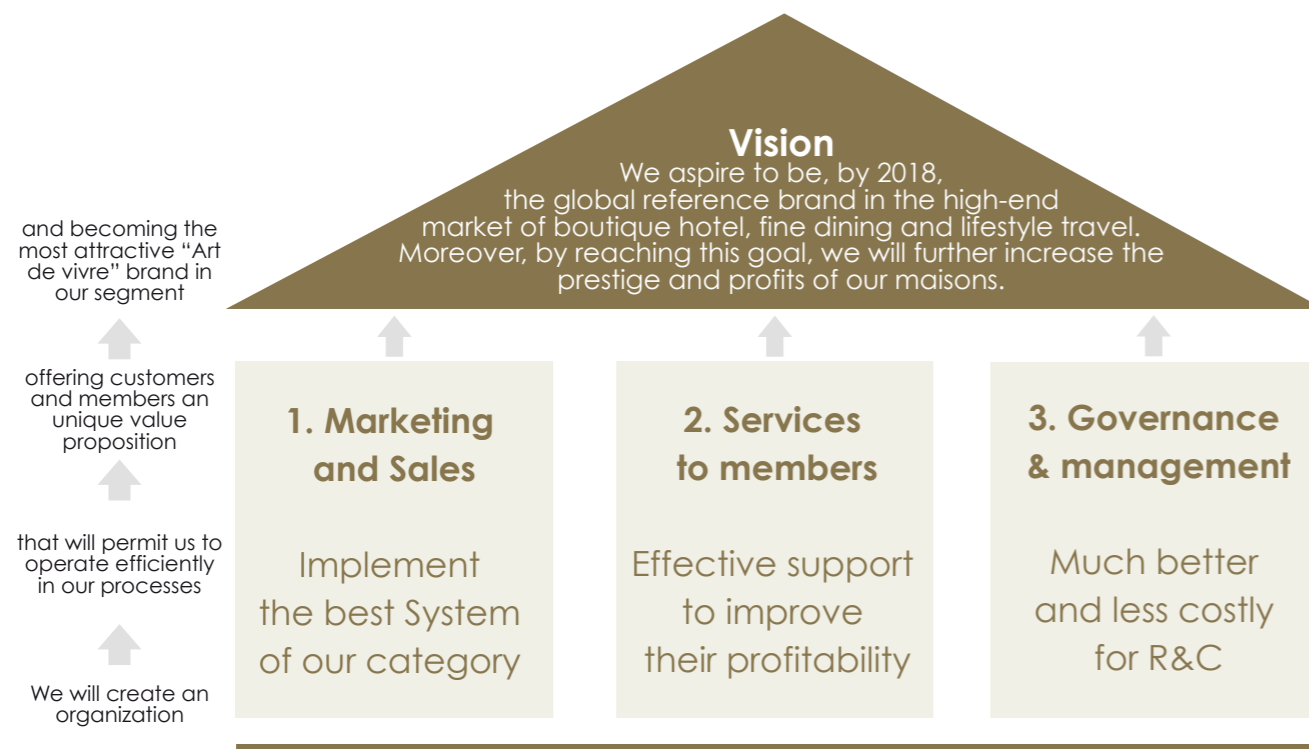 Vision
We aspire to be, by 2018,
the global reference brand in the high-end
market of boutique hotel, fine dining and lifestyle travel.
Moreover, by reaching this goal, we will further increase the
prestige and profits of our maisons.
and becoming the
most attractive “Art
de vivre” brand in
our segment
offering customers
and members an
unique value
proposition
that will permit us to
operate efficiently
in our processes
We will create an
organization
1. Marketing
and Sales
Implement
the best System
of our category
2. Services
to members
Effective support
to improve
their profitability
3. Governance
& management
Much better
and less costly
for R&C